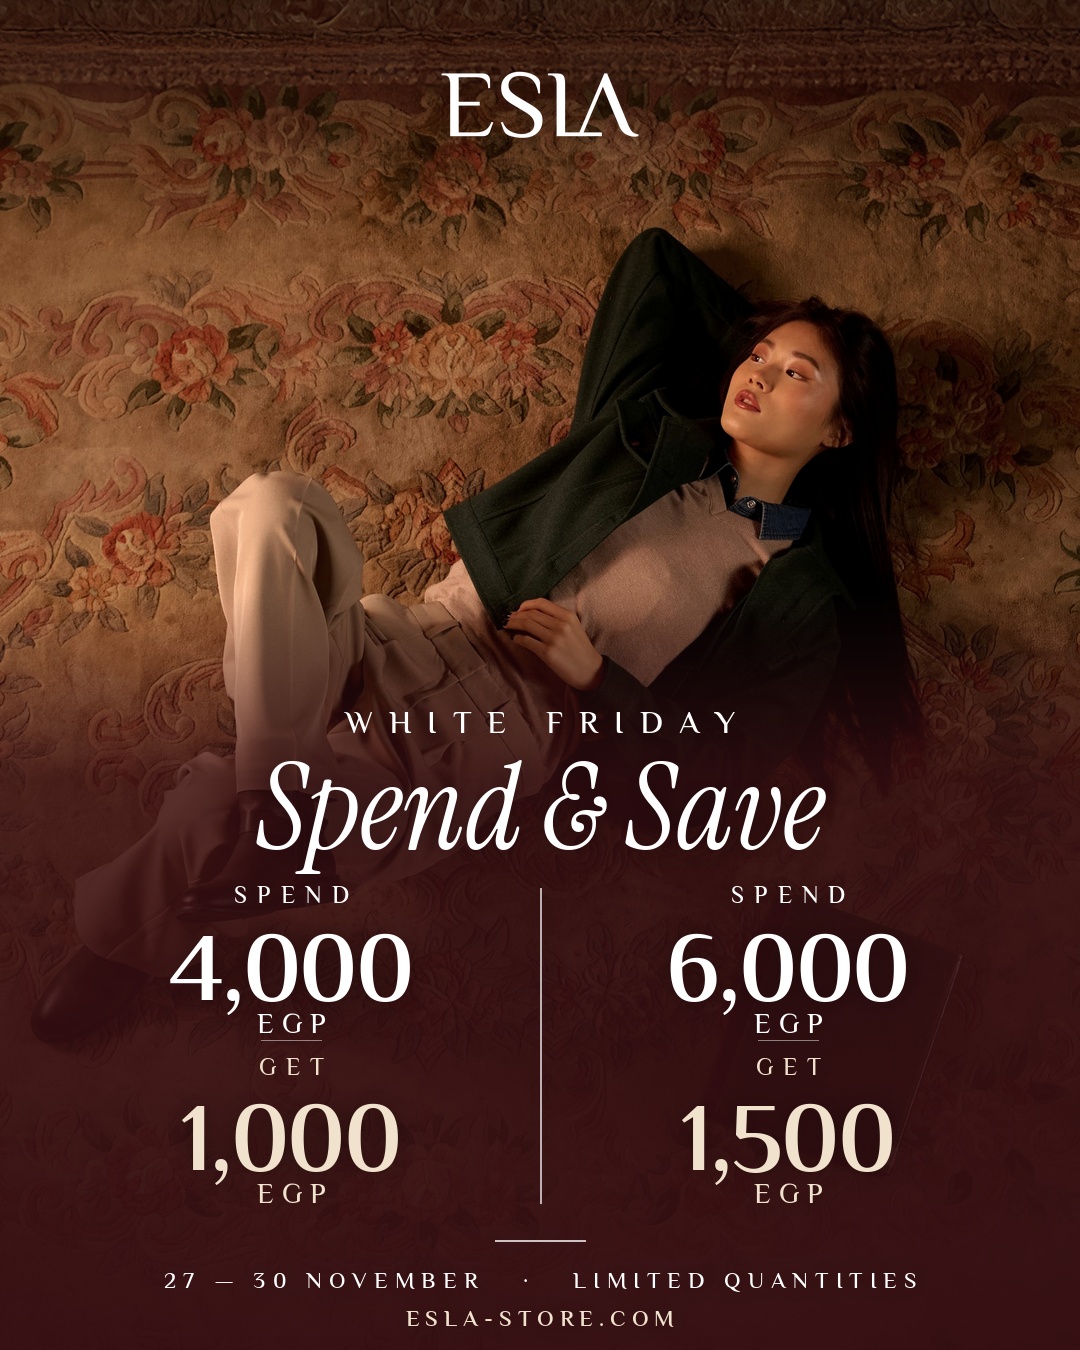 ESLA
WHITE FRIDAY
Spend & Save
SPEND
4,000
EGP
GET
1,000
EGP
SPEND
6,000
EGP
GET
1,500
EGP
27 — 30 NOVEMBER · LIMITED QUANTITIES
ESLA-STORE.COM